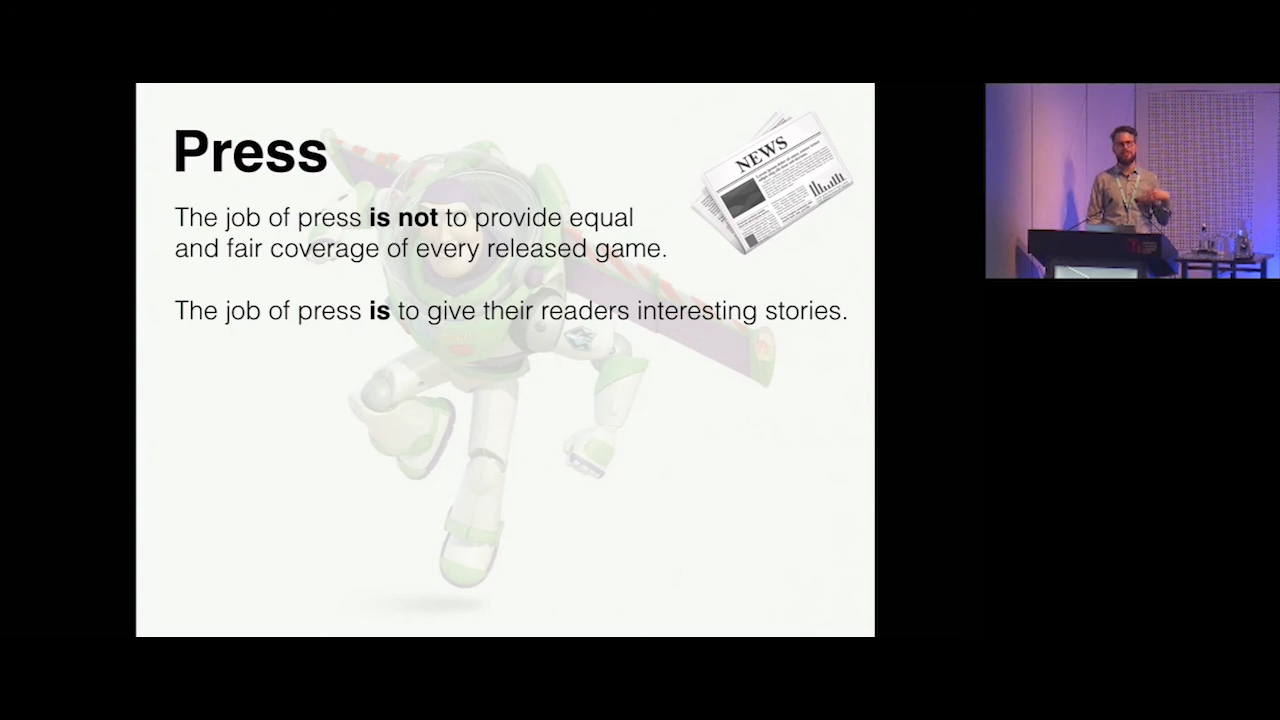 Press
The job of press is not to provide equal
and fair coverage of every released game.
The job of press is to give their readers interesting stories.
NEWS